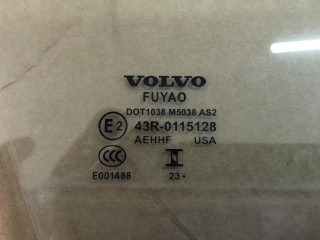 VOLVO
FUYAO
DOT1038 M5038 AS2
E2 43R-0115128
AEHHF USA
CCC
E001488 23 •